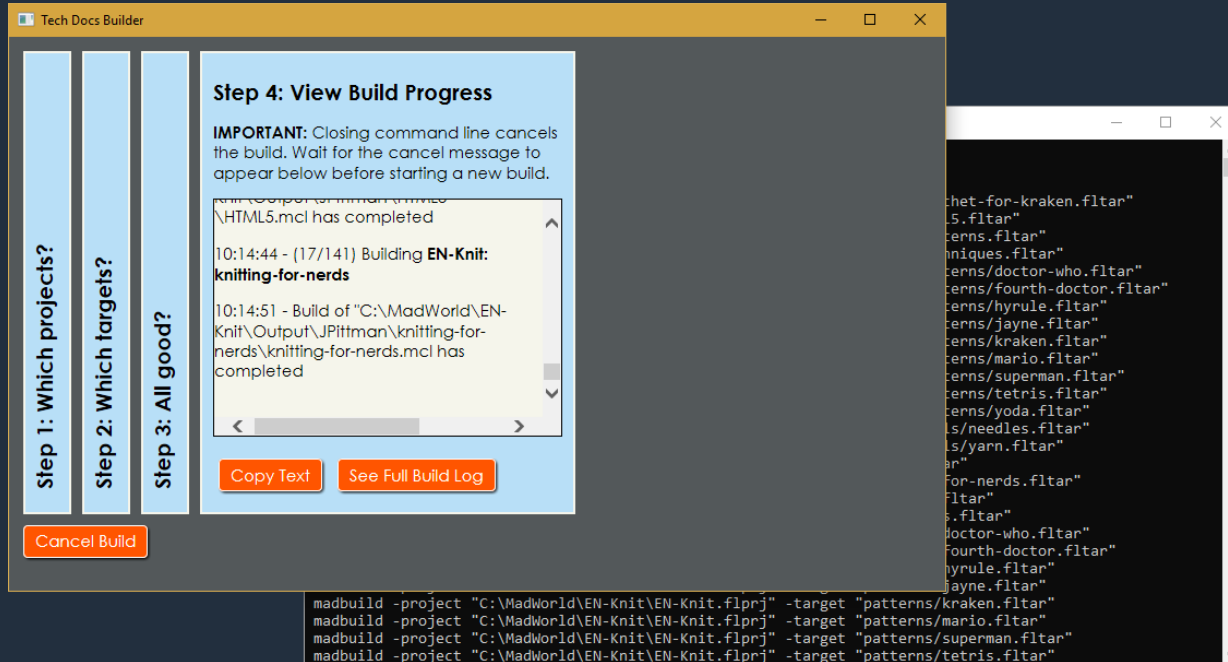 Tech Docs Builder
Step 1: Which projects?
Step 2: Which targets?
Step 3: All good?
Step 4: View Build Progress
IMPORTANT: Closing command line cancels
the build. Wait for the cancel message to
appear below before starting a new build.
\HTML5.mcl has completed
10:14:44 - (17/141) Building EN-Knit:
knitting-for-nerds
10:14:51 - Build of "C:\MadWorld\EN-
Knit\Output\JPittman\knitting-for-
nerds\knitting-for-nerds.mcl has
completed
Copy Text
See Full Build Log
Cancel Build
chet-for-kraken.fltar"
l5.fltar"
terns.fltar"
hniques.fltar"
terns/doctor-who.fltar"
terns/fourth-doctor.fltar"
terns/hyrule.fltar"
terns/jayne.fltar"
terns/kraken.fltar"
terns/mario.fltar"
terns/superman.fltar"
terns/tetris.fltar"
terns/yoda.fltar"
ls/needles.fltar"
ls/yarn.fltar"
ar"
for-nerds.fltar"
fltar"
s.fltar"
doctor-who.fltar"
fourth-doctor.fltar"
hyrule.fltar"
jayne.fltar"
madbuild -project "C:\MadWorld\EN-Knit\EN-Knit.flprj" -target "patterns/kraken.fltar"
madbuild -project "C:\MadWorld\EN-Knit\EN-Knit.flprj" -target "patterns/mario.fltar"
madbuild -project "C:\MadWorld\EN-Knit\EN-Knit.flprj" -target "patterns/superman.fltar"
madbuild -project "C:\MadWorld\EN-Knit\EN-Knit.flprj" -target "patterns/tetris.fltar"